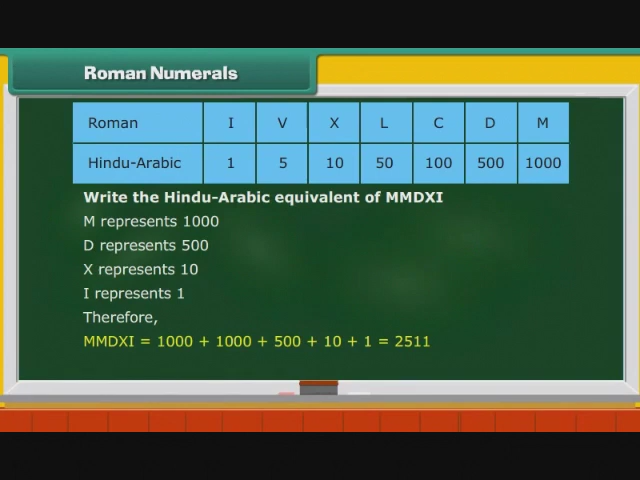 Roman Numerals
Roman I V X L C D M
Hindu-Arabic 1 5 10 50 100 500 1000
Write the Hindu-Arabic equivalent of MMDXI
M represents 1000
D represents 500
X represents 10
I represents 1
Therefore,
MMDXI = 1000 + 1000 + 500 + 10 + 1 = 2511